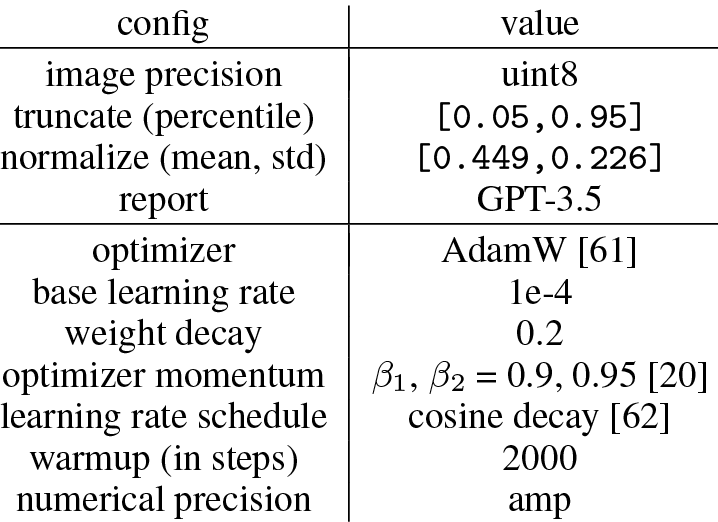 config value
image precision uint8
truncate (percentile) [0.05,0.95]
normalize (mean, std) [0.449,0.226]
report GPT-3.5
optimizer AdamW [61]
base learning rate 1e-4
weight decay 0.2
optimizer momentum β₁, β₂ = 0.9, 0.95 [20]
learning rate schedule cosine decay [62]
warmup (in steps) 2000
numerical precision amp